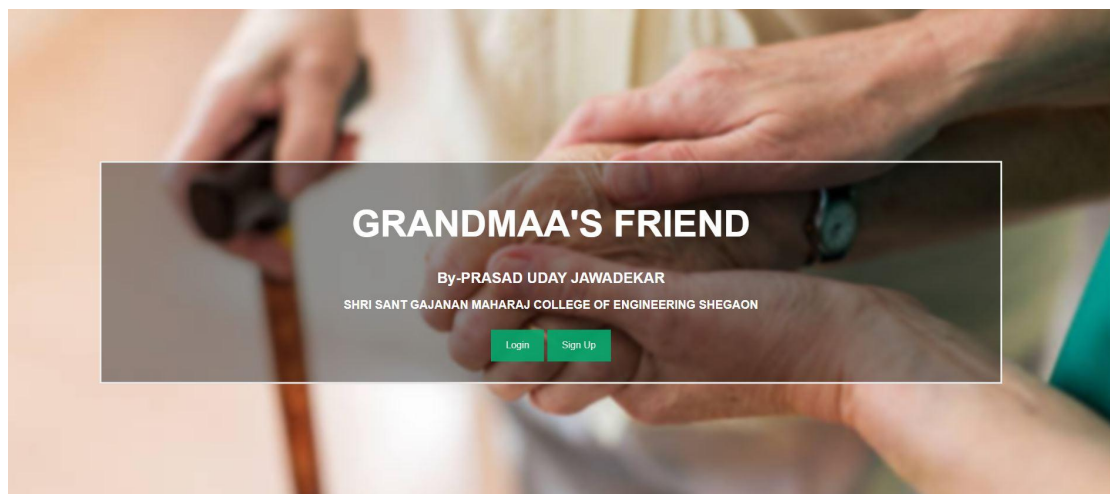 GRANDMAA'S FRIEND
By-PRASAD UDAY JAWADEKAR
SHRI SANT GAJANAN MAHARAJ COLLEGE OF ENGINEERING SHEGAON
Login Sign Up